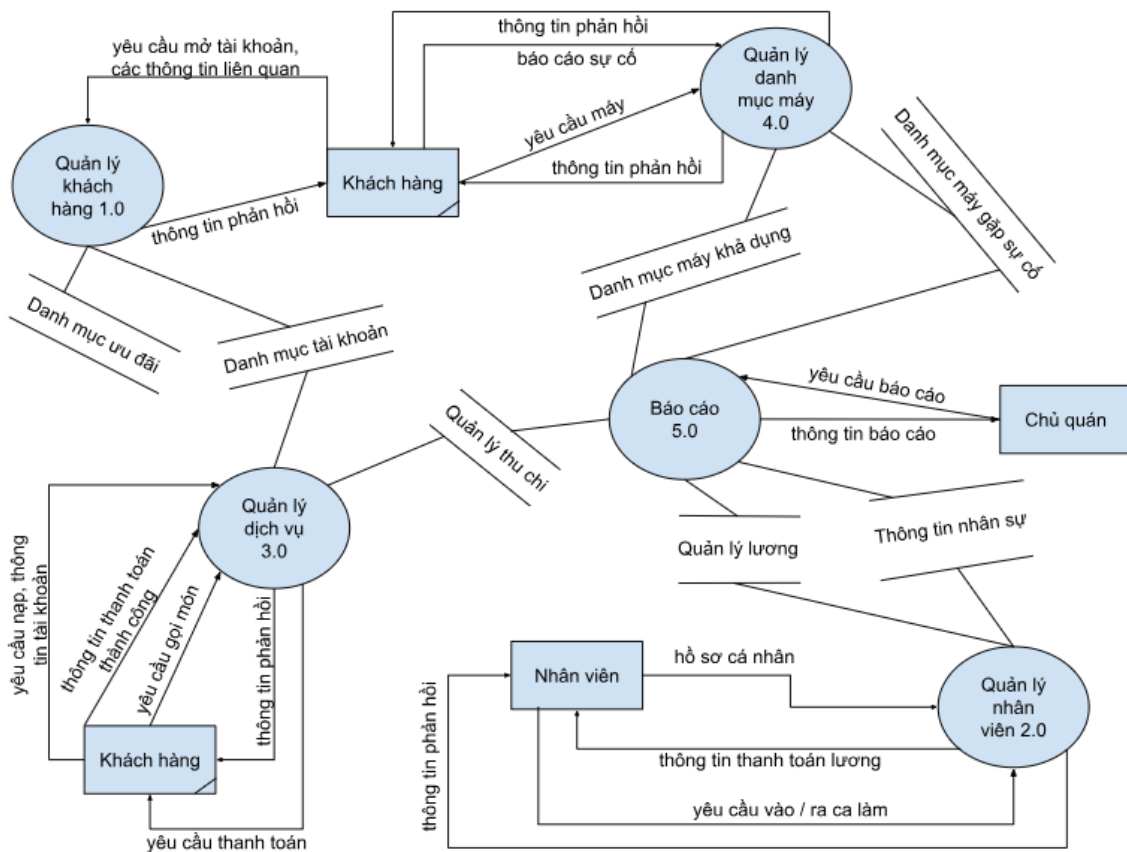 thông tin phản hồi
yêu cầu mở tài khoản,
các thông tin liên quan
báo cáo sự cố
Quản lý
danh
mục máy
4.0
yêu cầu máy
Quản lý
khách
hàng 1.0
Khách hàng
thông tin phản hồi
thông tin phản hồi
Danh mục máy gặp sự cố
Danh mục máy khả dụng
Danh mục ưu đãi
Danh mục tài khoản
yêu cầu báo cáo
Báo cáo
5.0
Chủ quán
thông tin báo cáo
Quản lý thu chi
Quản lý
dịch vụ
3.0
Quản lý lương
Thông tin nhân sự
yêu cầu nạp, thông
tin tài khoản
thông tin thanh toán
thành công
yêu cầu gọi món
thông tin phản hồi
Khách hàng
yêu cầu thanh toán
thông tin phản hồi
Nhân viên
hồ sơ cá nhân
Quản lý
nhân
viên 2.0
thông tin thanh toán lương
yêu cầu vào / ra ca làm